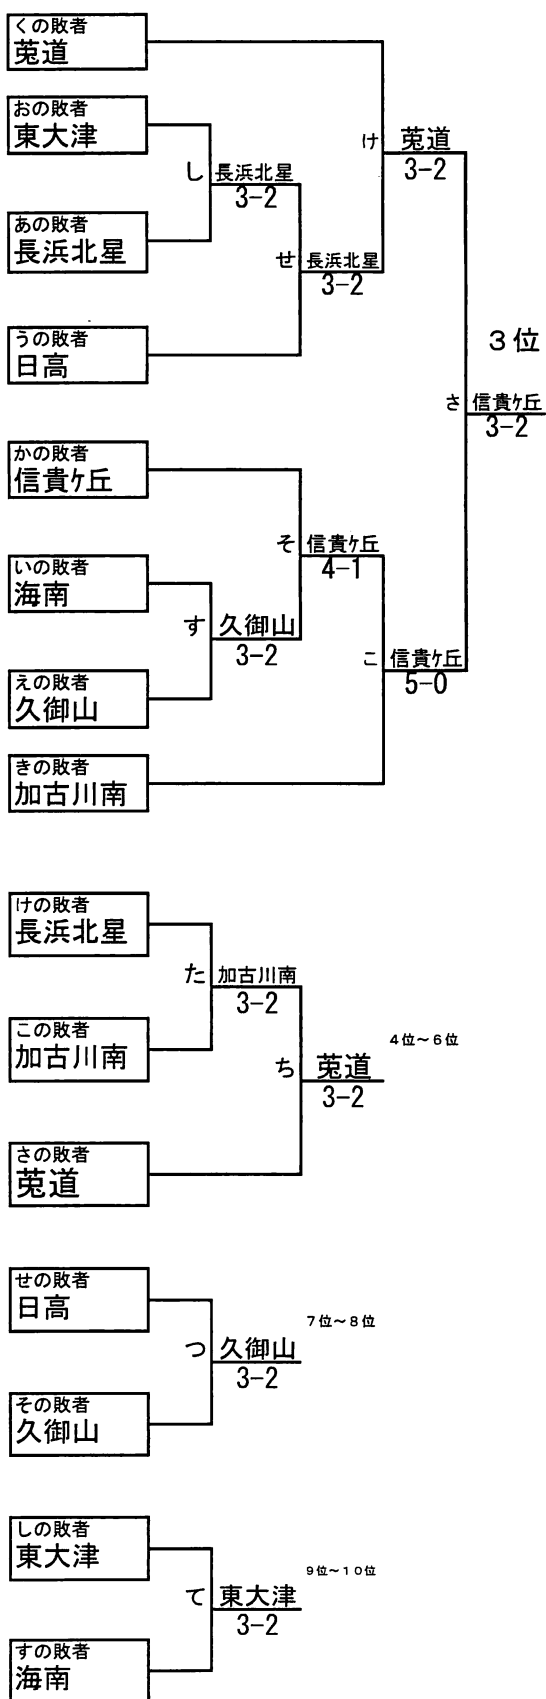 くの敗者
莵道
おの敗者
東大津
け
莵道
3-2
し
長浜北星
3-2
あの敗者
長浜北星
せ
長浜北星
3-2
うの敗者
日高
3位
さ
信貴ヶ丘
3-2
かの敗者
信貴ヶ丘
そ
信貴ヶ丘
4-1
いの敗者
海南
す
久御山
3-2
こ
信貴ヶ丘
5-0
えの敗者
久御山
きの敗者
加古川南
けの敗者
長浜北星
た
加古川南
3-2
この敗者
加古川南
4位~6位
ち
莵道
3-2
さの敗者
莵道
せの敗者
日高
7位~8位
つ
久御山
3-2
その敗者
久御山
しの敗者
東大津
9位~10位
て
東大津
3-2
すの敗者
海南